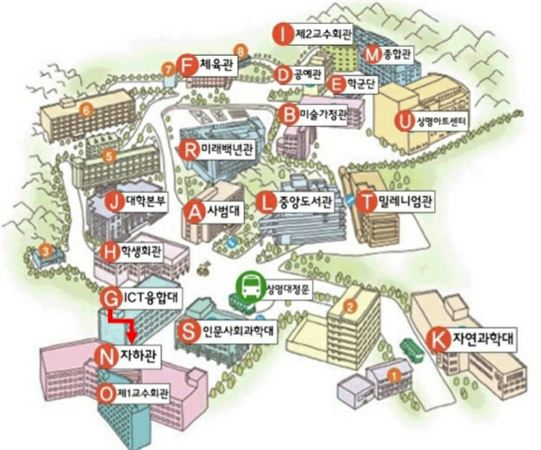 I 제2교수회관
M 종합관
8
F 체육관
7
D 공예관
E 학군단
6
B 미술가정관
U 상명아트센터
R 미래백년관
5
J 대학본부
A 사범대
L 중앙도서관
T 밀레니엄관
H 학생회관
3
상명대정문
G ICT융합대
2
S 인문사회과학대
K 자연과학대
N 자하관
1
O 제1교수회관